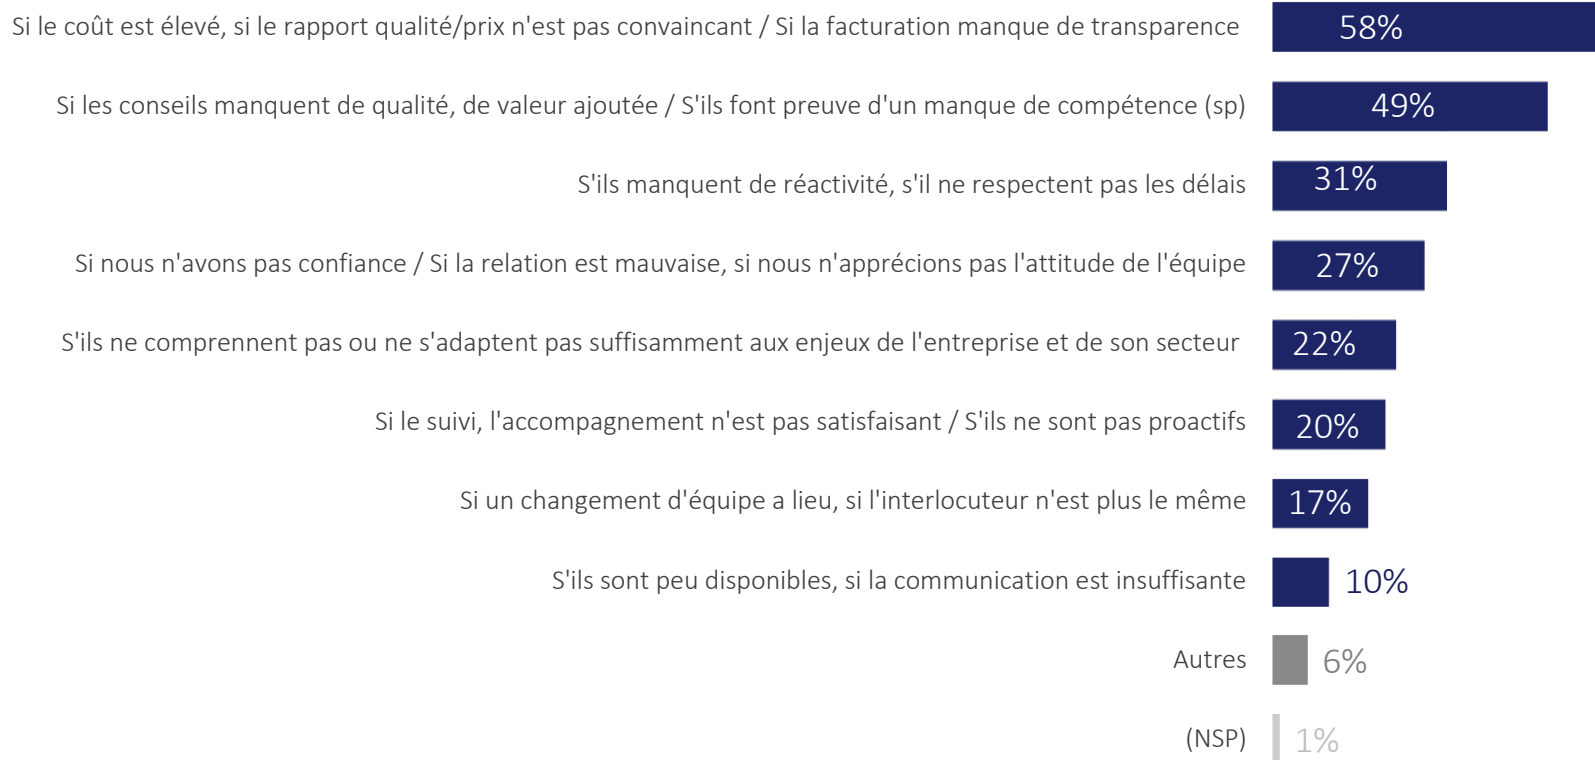 Si le coût est élevé, si le rapport qualité/prix n'est pas convaincant / Si la facturation manque de transparence 58%
Si les conseils manquent de qualité, de valeur ajoutée / S'ils font preuve d'un manque de compétence (sp) 49%
S'ils manquent de réactivité, s'il ne respectent pas les délais 31%
Si nous n'avons pas confiance / Si la relation est mauvaise, si nous n'apprécions pas l'attitude de l'équipe 27%
S'ils ne comprennent pas ou ne s'adaptent pas suffisamment aux enjeux de l'entreprise et de son secteur 22%
Si le suivi, l'accompagnement n'est pas satisfaisant / S'ils ne sont pas proactifs 20%
Si un changement d'équipe a lieu, si l'interlocuteur n'est plus le même 17%
S'ils sont peu disponibles, si la communication est insuffisante 10%
Autres 6%
(NSP) 1%